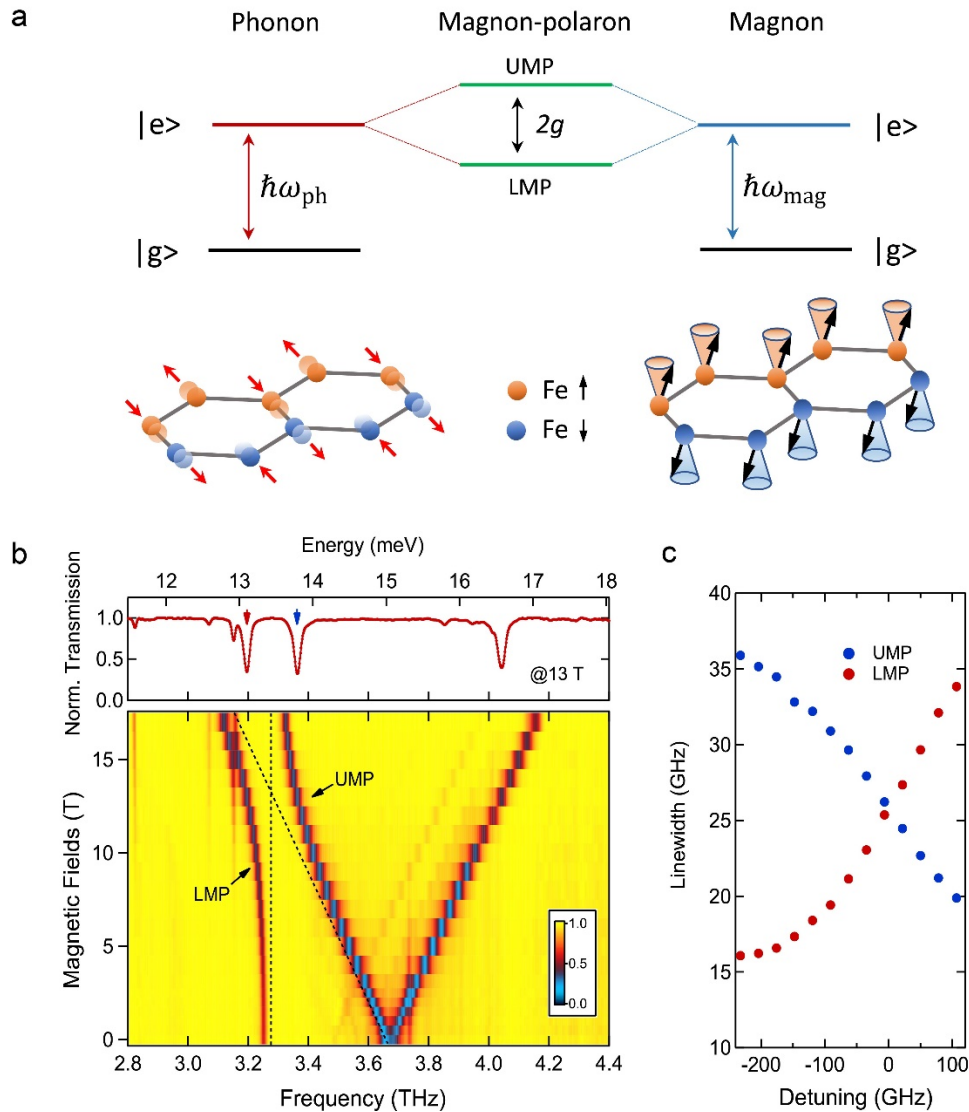 a
Phonon Magnon-polaron Magnon
UMP
|e> 2g |e>
LMP
ħωph ħωmag
|g> |g>
Fe ↑
Fe ↓
b
Energy (meV)
12 13 14 15 16 17 18
Norm. Transmission
1.0
0.5
0.0
@13 T
Magnetic Fields (T)
15
10
5
0
UMP
LMP
1.0
0.5
0.0
2.8 3.0 3.2 3.4 3.6 3.8 4.0 4.2 4.4
Frequency (THz)
c
Linewidth (GHz)
40
35
30
25
20
15
10
UMP
LMP
-200 -100 0 100
Detuning (GHz)